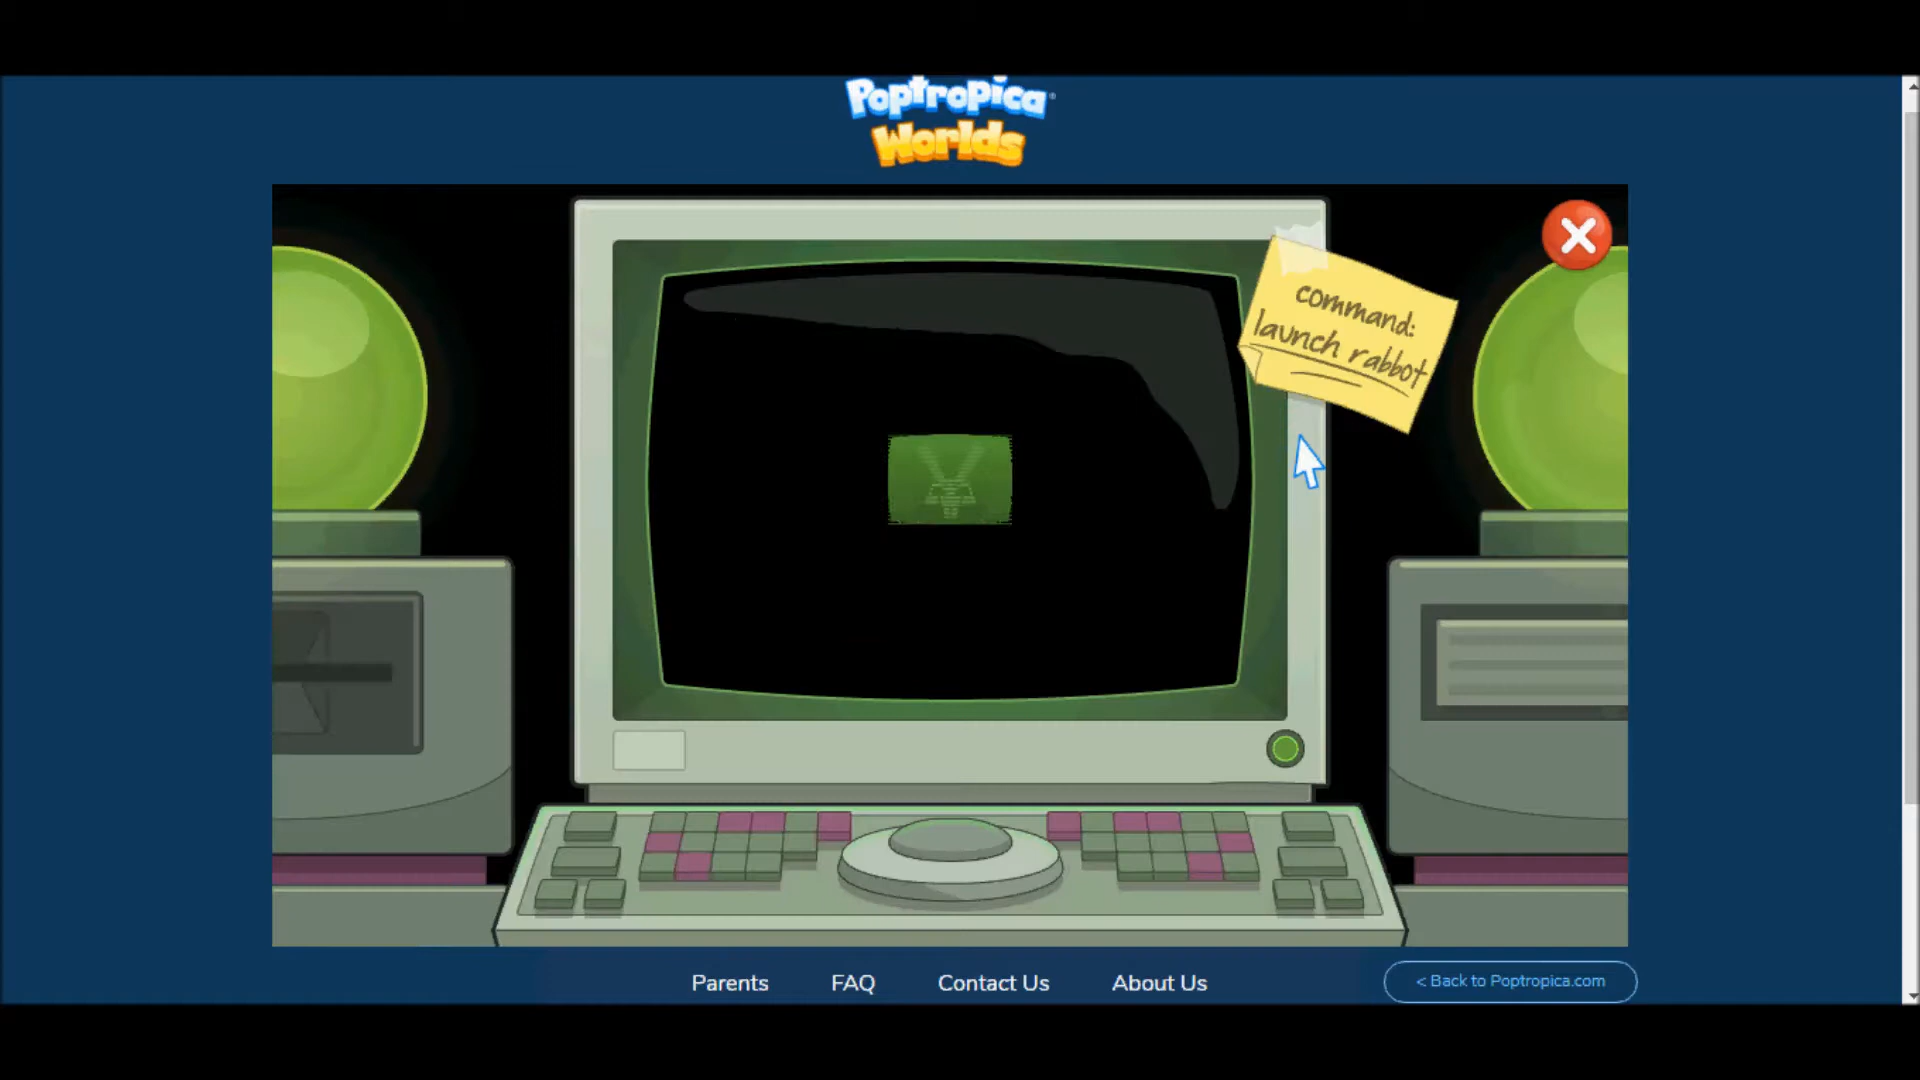 Poptropica
Worlds
command:
launch rabbot
Parents
FAQ
Contact Us
About Us
< Back to Poptropica.com